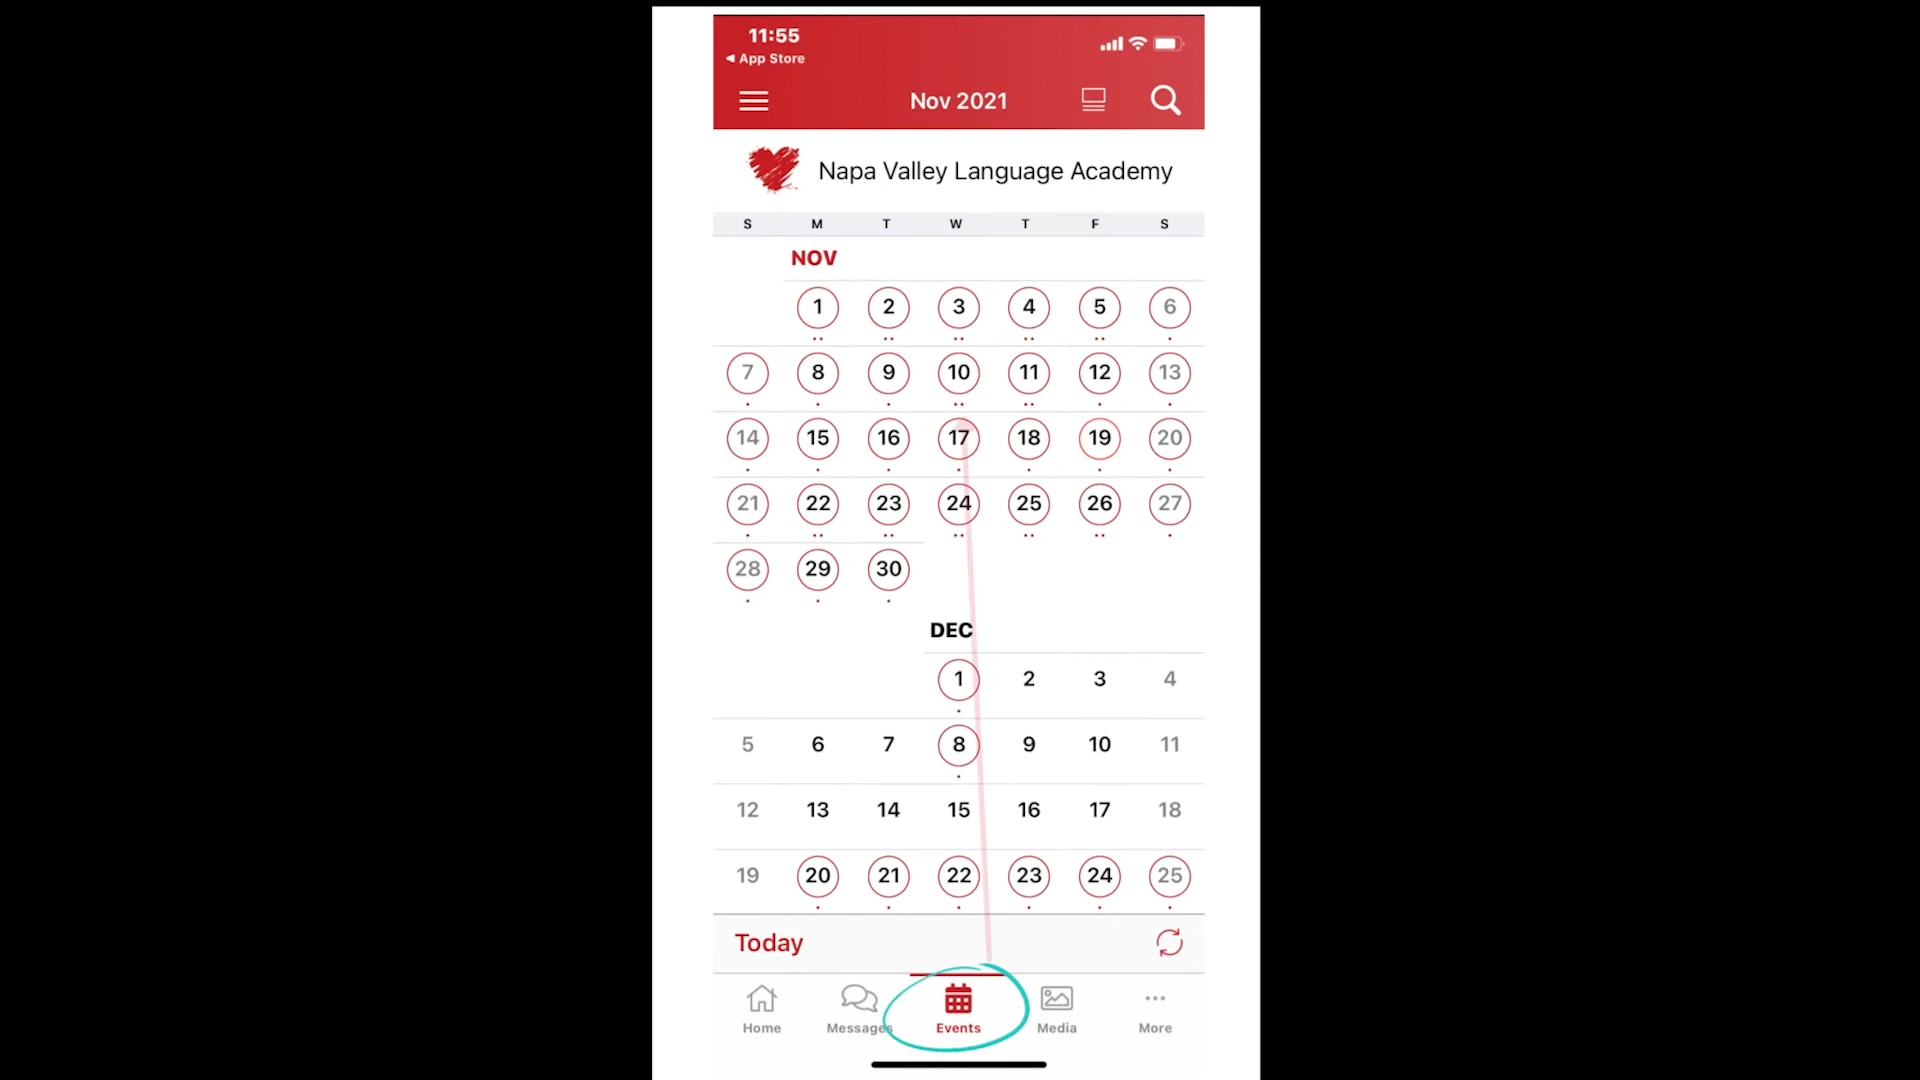 11:55
◀ App Store
Nov 2021
Napa Valley Language Academy
S M T W T F S
NOV
1 2 3 4 5 6
7 8 9 10 11 12 13
14 15 16 17 18 19 20
21 22 23 24 25 26 27
28 29 30
DEC
1 2 3 4
5 6 7 8 9 10 11
12 13 14 15 16 17 18
19 20 21 22 23 24 25
Today
Home Messages Events Media More